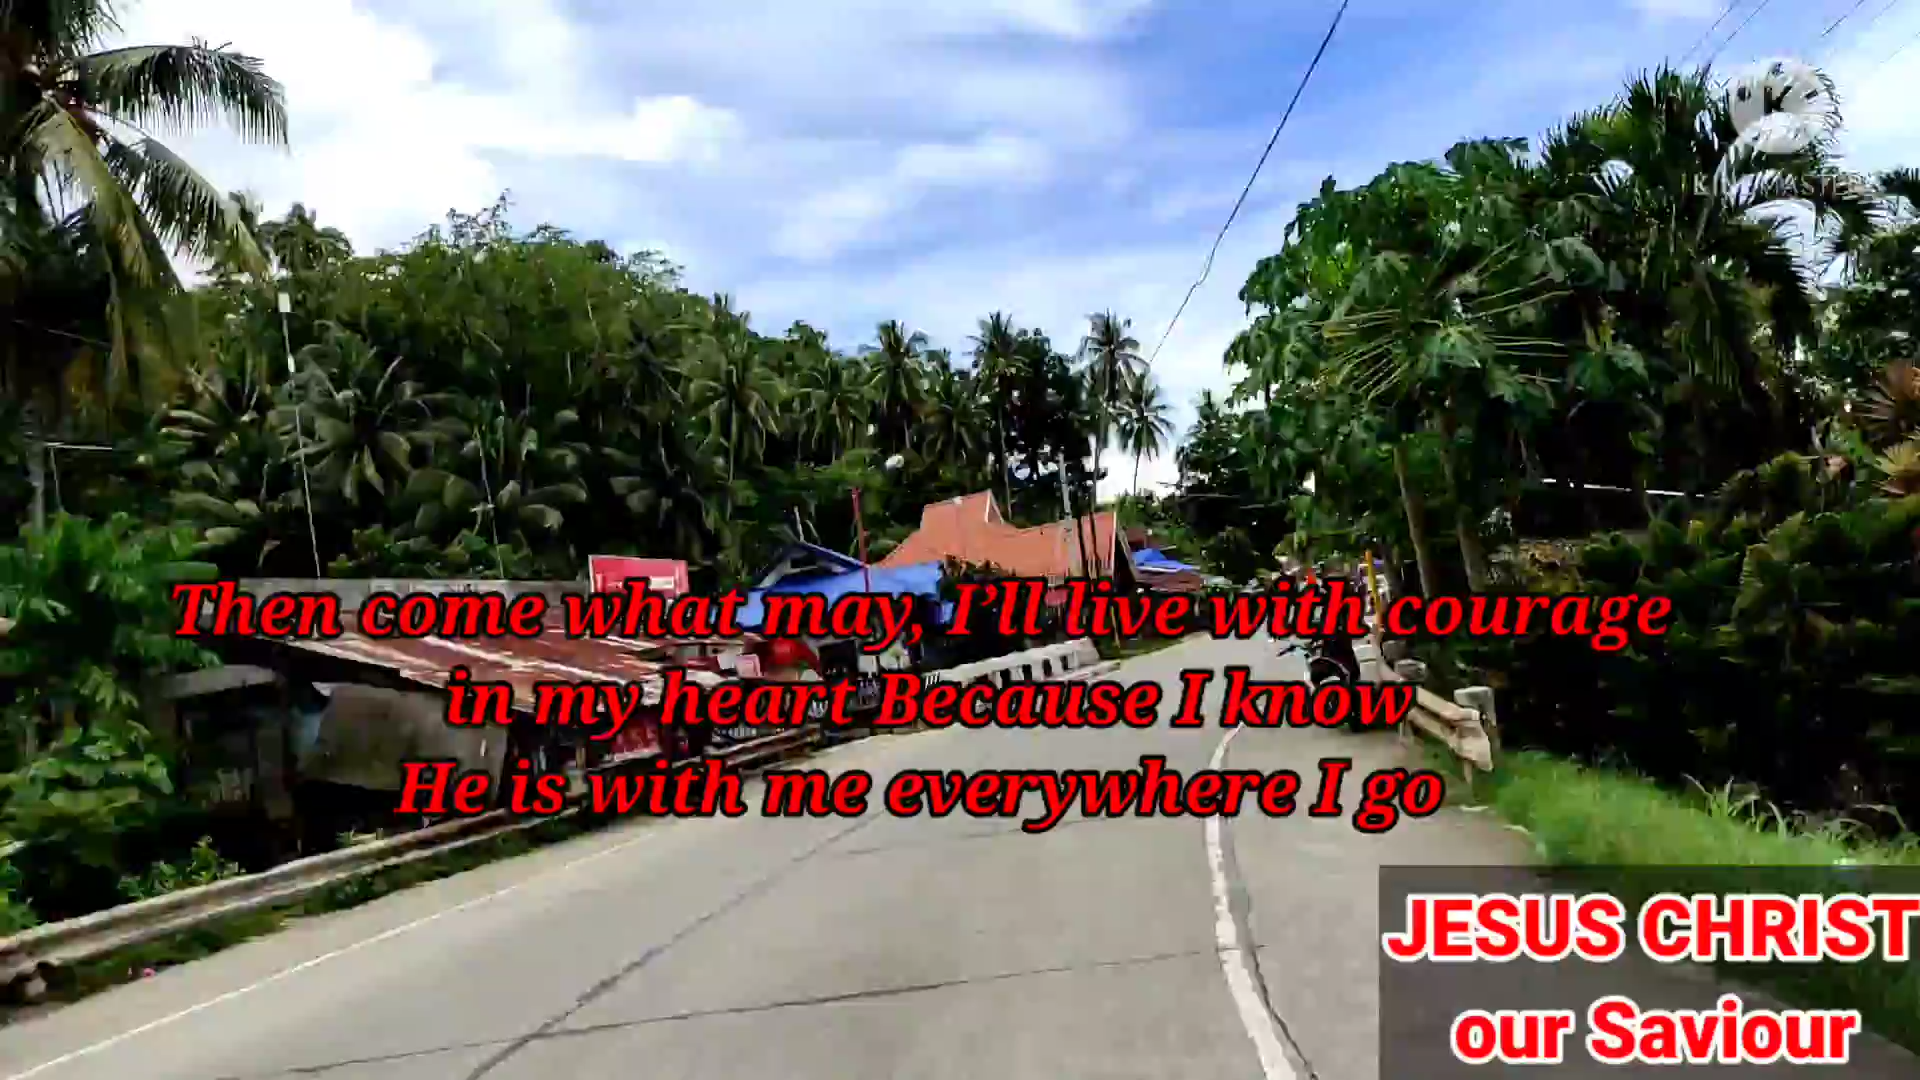 K
KINEMASTER
Then come what may, I’ll live with courage
in my heart Because I know
He is with me everywhere I go
JESUS CHRIST
our Saviour